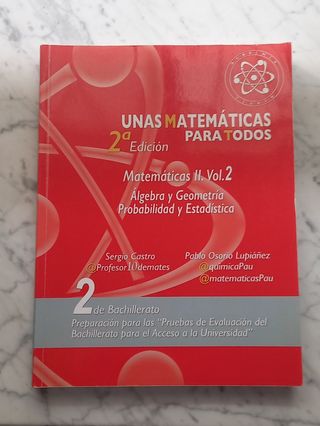 UNAS MATEMÁTICAS
PARA TODOS
2ª Edición
Matemáticas II. Vol.2
Álgebra y Geometría
Probabilidad y Estadística
Sergio Castro
@Profesor10demates
Pablo Osorio Lupiáñez
@quimicaPau
@matematicasPau
2 de Bachillerato
Preparación para las "Pruebas de Evaluación del
Bachillerato para el Acceso a la Universidad"